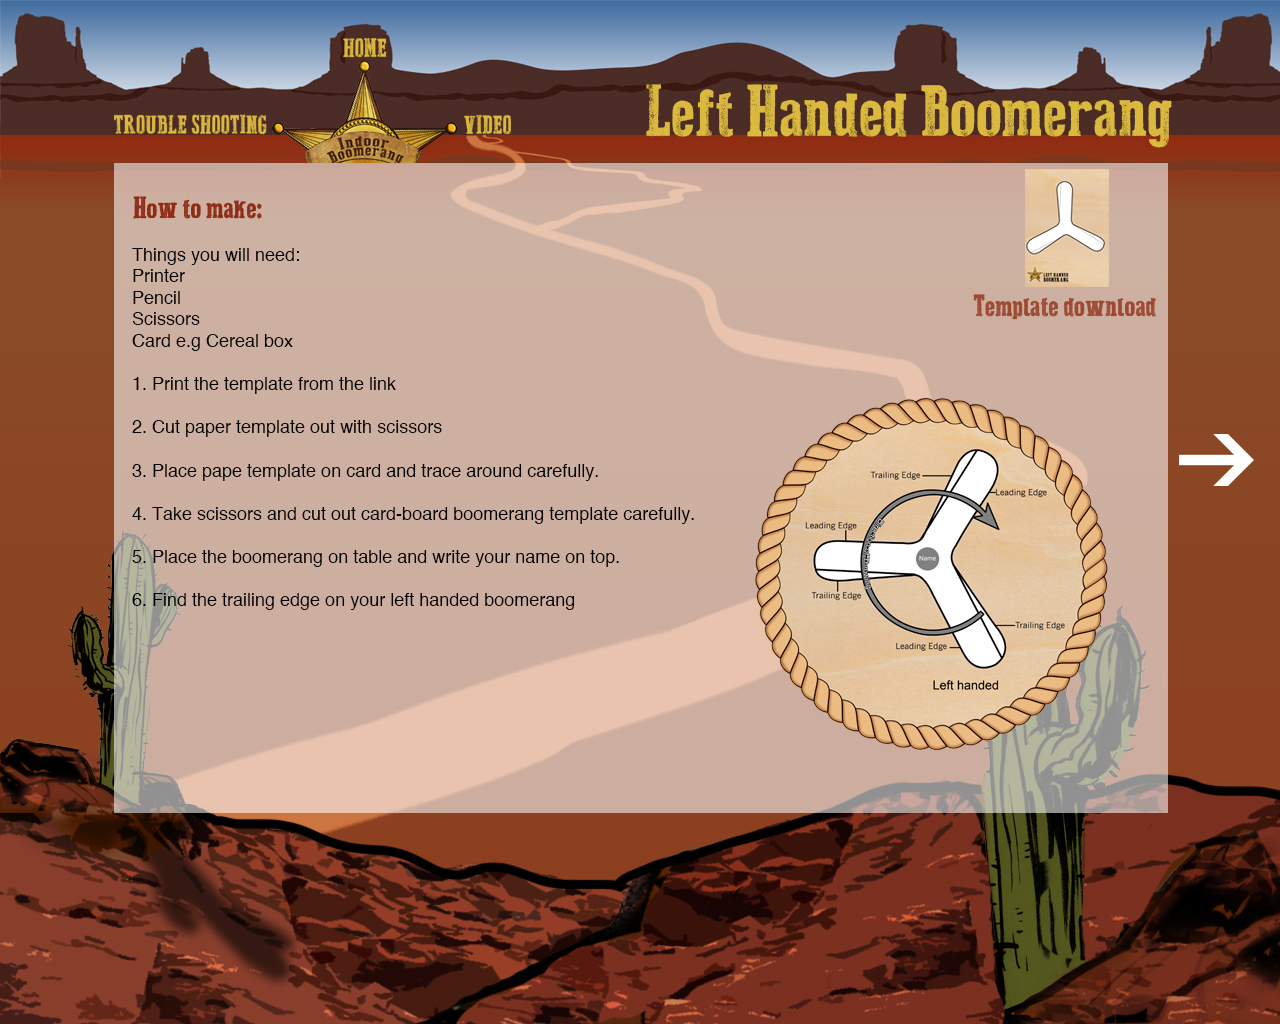 HOME
TROUBLE SHOOTING
VIDEO
Indoor
Boomerang
Left Handed Boomerang
How to make:
Things you will need:
Printer
Pencil
Scissors
Card e.g Cereal box
1. Print the template from the link
2. Cut paper template out with scissors
3. Place pape template on card and trace around carefully.
4. Take scissors and cut out card-board boomerang template carefully.
5. Place the boomerang on table and write your name on top.
6. Find the trailing edge on your left handed boomerang
LEFT HANDED
BOOMERANG
Template download
Trailing Edge
Leading Edge
Leading Edge
Name
Trailing Edge
Trailing Edge
Leading Edge
Left handed